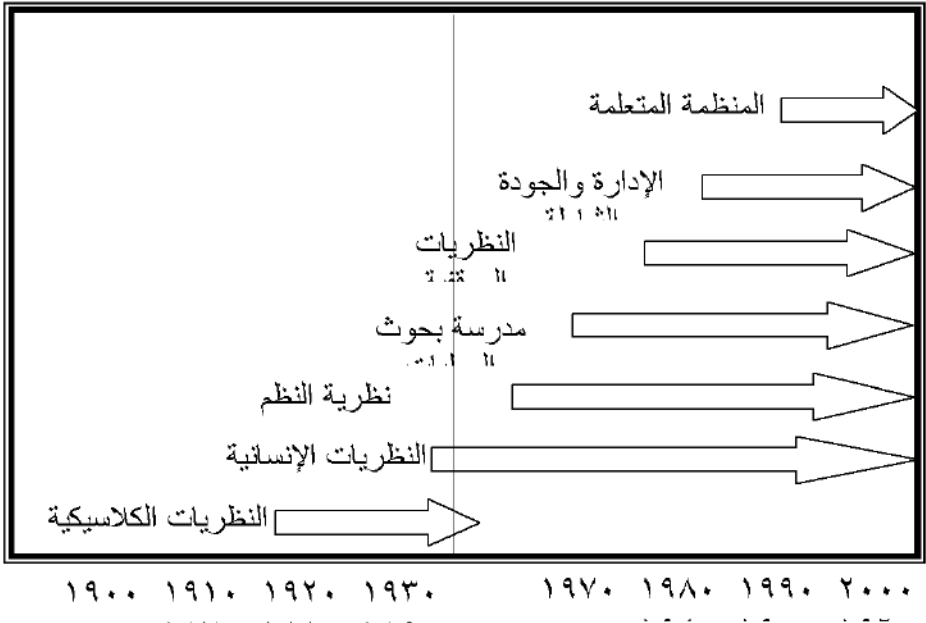 المنظمة المتعلمة
الإدارة والجودة
النظريات
مدرسة بحوث
نظرية النظم
النظريات الإنسانية
النظريات الكلاسيكية
١٩٠٠ ١٩١٠ ١٩٢٠ ١٩٣٠ ١٩٧٠ ١٩٨٠ ١٩٩٠ ٢٠٠٠